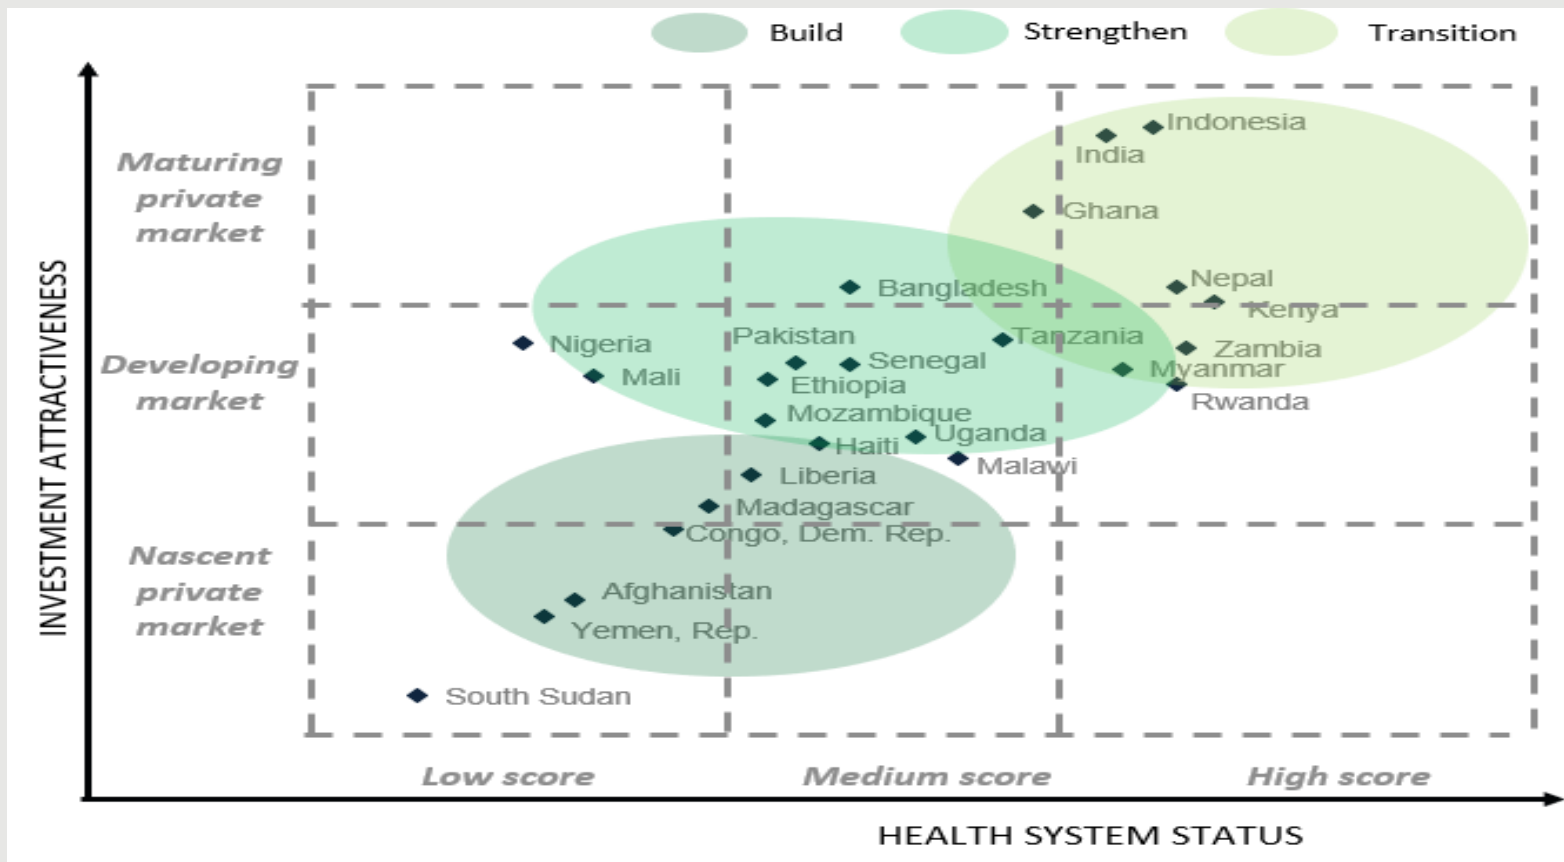 Build
Strengthen
Transition
INVESTMENT ATTRACTIVENESS
Maturing
private
market
Developing
market
Nascent
private
market
Indonesia
India
Ghana
Nepal
Bangladesh
Kenya
Pakistan
Tanzania
Nigeria
Zambia
Senegal
Myanmar
Mali
Ethiopia
Rwanda
Mozambique
Uganda
Haiti
Malawi
Liberia
Madagascar
Congo, Dem. Rep.
Afghanistan
Yemen, Rep.
South Sudan
Low score
Medium score
High score
HEALTH SYSTEM STATUS